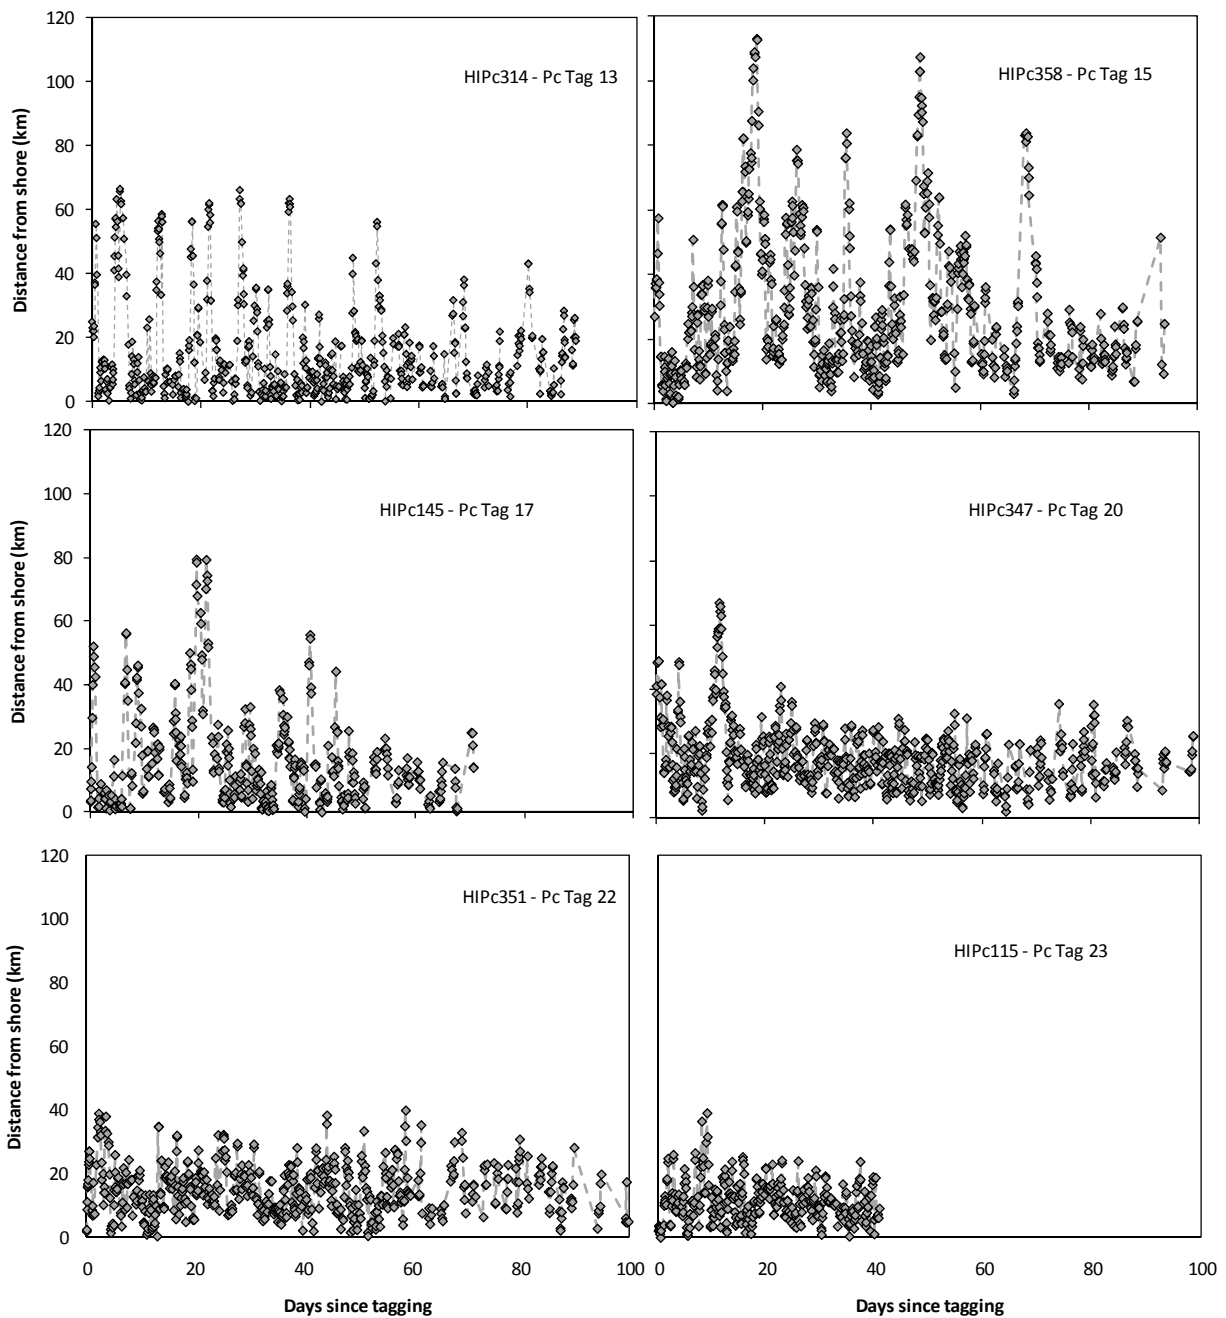 120
100
80
60
40
20
0
Distance from shore (km)
HIPc314 - Pc Tag 13
HIPc358 - Pc Tag 15
120
100
80
60
40
20
0
Distance from shore (km)
HIPc145 - Pc Tag 17
HIPc347 - Pc Tag 20
120
100
80
60
40
20
0
Distance from shore (km)
HIPc351 - Pc Tag 22
HIPc115 - Pc Tag 23
0 20 40 60 80 100
0 20 40 60 80 100
Days since tagging
Days since tagging